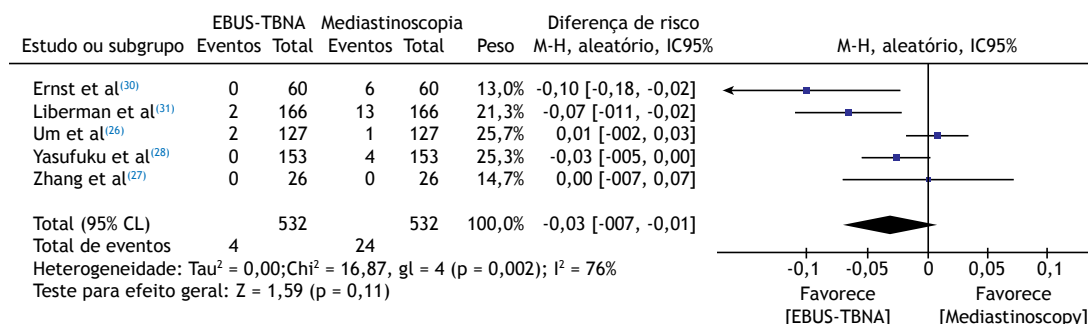 EBUS-TBNA Mediastinoscopia Diferença de risco
Estudo ou subgrupo Eventos Total Eventos Total Peso M-H, aleatório, IC95% M-H, aleatório, IC95%
Ernst et al(30) 0 60 6 60 13,0% -0,10 [-0,18, -0,02]
Liberman et al(31) 2 166 13 166 21,3% -0,07 [-011, -0,02]
Um et al(26) 2 127 1 127 25,7% 0,01 [-002, 0,03]
Yasufuku et al(28) 0 153 4 153 25,3% -0,03 [-005, 0,00]
Zhang et al(27) 0 26 0 26 14,7% 0,00 [-007, 0,07]
Total (95% CL) 532 532 100,0% -0,03 [-007, -0,01]
Total de eventos 4 24
Heterogeneidade: Tau² = 0,00;Chi² = 16,87, gl = 4 (p = 0,002); I² = 76%
Teste para efeito geral: Z = 1,59 (p = 0,11)
-0,1 -0,05 0 0,05 0,1
Favorece Favorece
[EBUS-TBNA] [Mediastinoscopy]